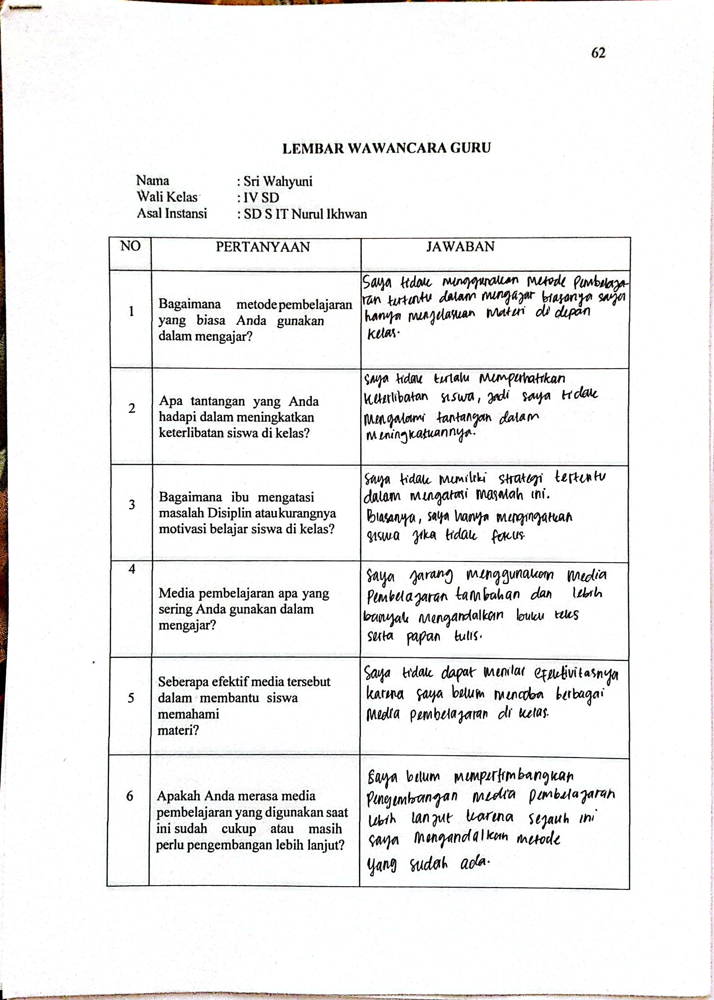 62
LEMBAR WAWANCARA GURU
Nama : Sri Wahyuni
Wali Kelas : IV SD
Asal Instansi : SD S IT Nurul Ikhwan
NO PERTANYAAN JAWABAN
1
Bagaimana metode pembelajaran
yang biasa Anda gunakan
dalam mengajar?
Saya tidak menggunakan Metode Pembelaja-
ran tertentu dalam mengajar biasanya saya
hanya menjelaskan Materi di depan
kelas.
2
Apa tantangan yang Anda
hadapi dalam meningkatkan
keterlibatan siswa di kelas?
Saya tidak terlalu Memperhatikan
keterlibatan siswa, jadi saya tidak
Mengalami tantangan dalam
Meningkatkannya.
3
Bagaimana ibu mengatasi
masalah Disiplin ataukurangnya
motivasi belajar siswa di kelas?
Saya tidak Memiliki strategi tertentu
dalam mengatasi Masalah ini.
Biasanya, saya hanya mengingatkan
siswa jika tidak fokus.
4
Media pembelajaran apa yang
sering Anda gunakan dalam
mengajar?
Saya jarang menggunakan Media
Pembelajaran tambahan dan lebih
banyak Mengandalkan buku teks
serta papan tulis.
5
Seberapa efektif media tersebut
dalam membantu siswa
memahami
materi?
Saya tidak dapat Menilai efektivitasnya
karena saya belum mencoba berbagai
Media pembelajaran di kelas.
6
Apakah Anda merasa media
pembelajaran yang digunakan saat
ini sudah cukup atau masih
perlu pengembangan lebih lanjut?
Saya belum mempertimbangkan
Pengembangan media pembelajaran
lebih lanjut karena sejauh ini
saya Mengandalkan metode
yang sudah ada.